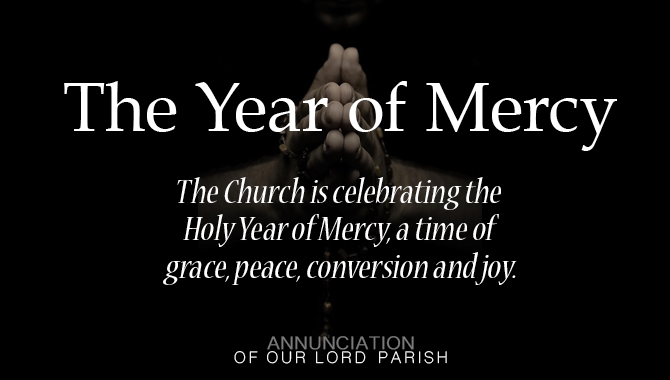 The Year of Mercy
The Church is celebrating the
Holy Year of Mercy, a time of
grace, peace, conversion and joy.
ANNUNCIATION
OF OUR LORD PARISH